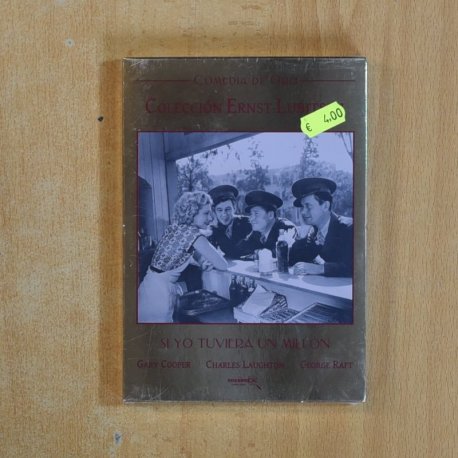 COMEDIA DE ORO
COLECCIÓN ERNST LUBITSCH
€ 4,00
SI YO TUVIERA UN MILLÓN
GARY COOPER CHARLES LAUGHTON GEORGE RAFT